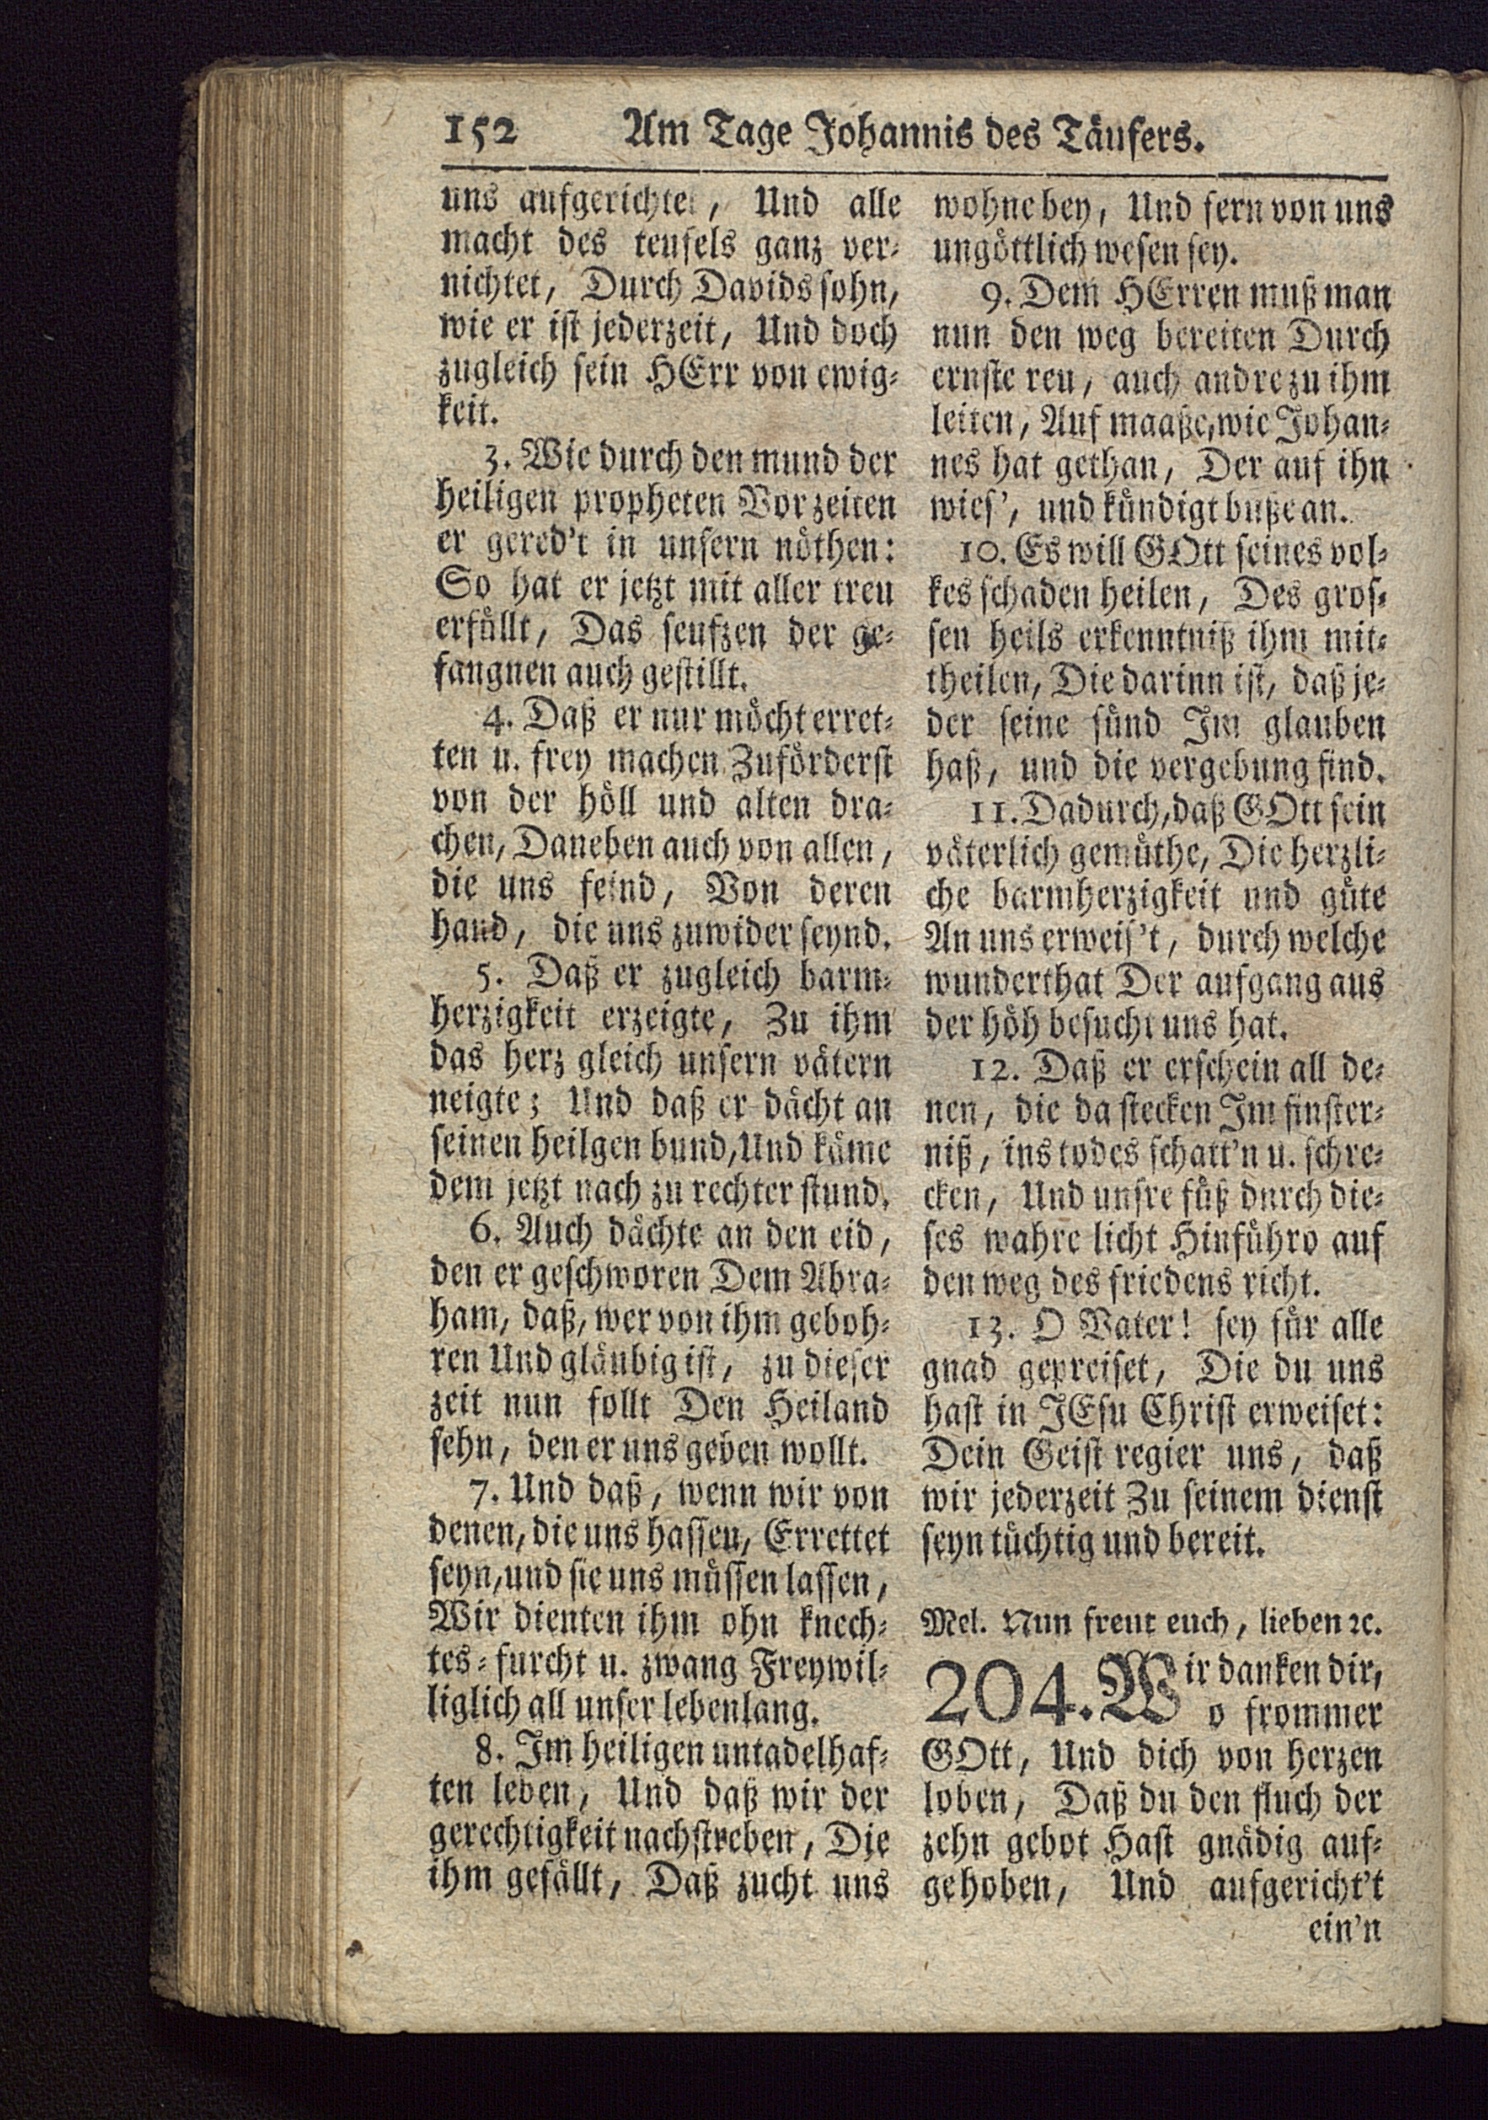 152 Am Tage Johannis des Täufers.
uns aufgerichtet, Und alle
macht des teufels ganz ver-
nichtet, Durch Davids sohn,
wie er ist jederzeit, Und doch
zugleich sein HErr von ewig-
keit.
3. Wie durch den mund der
heiligen propheten Vor zeiten
er gered't in unsern nöthen:
So hat er jetzt mit aller treu
erfüllt, Das seufzen der ge-
fangnen auch gestillt.
4. Daß er nur möcht erret-
ten u. frey machen Zuförderst
von der höll und alten dra-
chen, Daneben auch von allen,
die uns feind, Von deren
hand, die uns zuwider seynd.
5. Daß er zugleich barm-
herzigkeit erzeigte, Zu ihm
das herz gleich unsern vätern
neigte; Und daß er dächt an
seinen heilgen bund, Und käme
dem jetzt nach zu rechter stund.
6. Auch dächte an den eid,
den er geschworen Dem Abra-
ham, daß, wer von ihm geboh-
ren Und gläubig ist, zu dieser
zeit nun sollt Den Heiland
sehn, den er uns geben wollt.
7. Und daß, wenn wir von
denen, die uns hassen, Errettet
seyn, und sie uns müssen lassen,
Wir dienten ihm ohn knech-
tes-furcht u. zwang Freywil-
liglich all unser lebenlang.
8. Im heiligen untadelhaf-
ten leben, Und daß wir der
gerechtigkeit nachstreben, Die
ihm gefällt, Daß zucht uns
wohne bey, Und fern von uns
ungöttlich wesen sey.
9. Dem HErren muß man
nun den weg bereiten Durch
ernste reu, auch andre zu ihm
leiten, Auf maaße, wie Johan-
nes hat gethan, Der auf ihn
wies', und kündigt buße an.
10. Es will GOtt seines vol-
kes schaden heilen, Des gros-
sen heils erkenntniß ihm mit-
theilen, Die darinn ist, daß je-
der seine sünd Im glauben
haß, und die vergebung find.
11. Dadurch, daß GOtt sein
väterlich gemüthe, Die herzli-
che barmherzigkeit und güte
An uns erweis't, durch welche
wunderthat Der aufgang aus
der höh besucht uns hat.
12. Daß er erschein all de-
nen, die da stecken Im finster-
niß, ins todes schatt'n u. schre-
cken, Und unsre füß durch die-
ses wahre licht Hinführo auf
den weg des friedens richt.
13. O Vater! sey für alle
gnad gepreiset, Die du uns
hast in JEsu Christ erweiset:
Dein Geist regier uns, daß
wir jederzeit Zu seinem dienst
seyn tüchtig und bereit.
Mel. Nun freut euch, lieben ꝛc.
204. Wir danken dir,
o frommer
GOtt, Und dich von herzen
loben, Daß du den fluch der
zehn gebot Hast gnädig auf-
gehoben, Und aufgericht't
ein'n